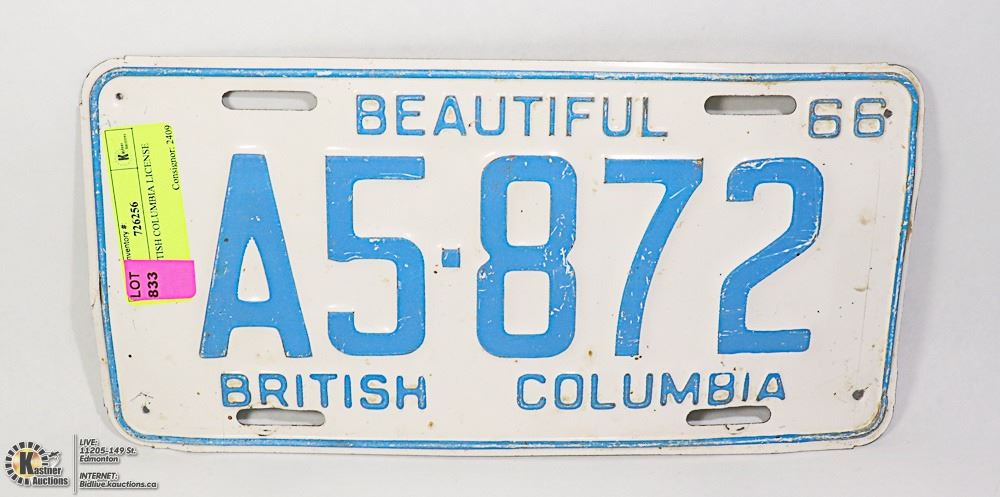 BEAUTIFUL
66
A5-872
BRITISH COLUMBIA
Inventory #
726256
TISH COLUMBIA LICENSE
Consignor: 2409
LOT
833
Kastner
Auctions
LIVE:
11205-149 St.
Edmonton
INTERNET:
Bidlive.kauctions.ca